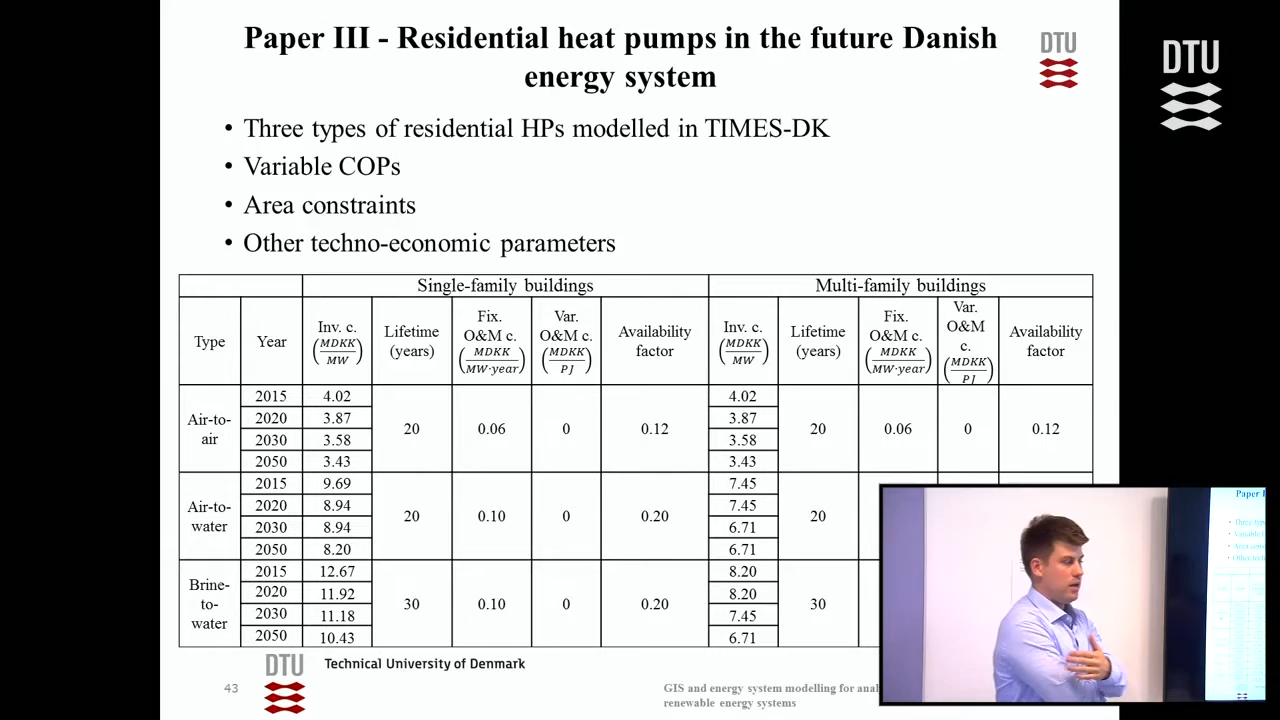 Paper III - Residential heat pumps in the future Danish
energy system
DTU
DTU
• Three types of residential HPs modelled in TIMES-DK
• Variable COPs
• Area constraints
• Other techno-economic parameters
Single-family buildings Multi-family buildings
Type Year Inv. c. (MDKK/MW) Lifetime (years) Fix. O&M c. (MDKK/MW·year) Var. O&M c. (MDKK/PJ) Availability factor Inv. c. (MDKK/MW) Lifetime (years) Fix. O&M c. (MDKK/MW·year) Var. O&M c. (MDKK/PJ) Availability factor
Air-to-air 20 0.06 0 0.12 20 0.06 0 0.12
2015 4.02 4.02
2020 3.87 3.87
2030 3.58 3.58
2050 3.43 3.43
Air-to-water 20 0.10 0 0.20 20
2015 9.69 7.45
2020 8.94 7.45
2030 8.94 6.71
2050 8.20 6.71
Brine-to-water 30 0.10 0 0.20 30
2015 12.67 8.20
2020 11.92 8.20
2030 11.18 7.45
2050 10.43 6.71
43
DTU
Technical University of Denmark
GIS and energy system modelling for
renewable energy systems
Paper